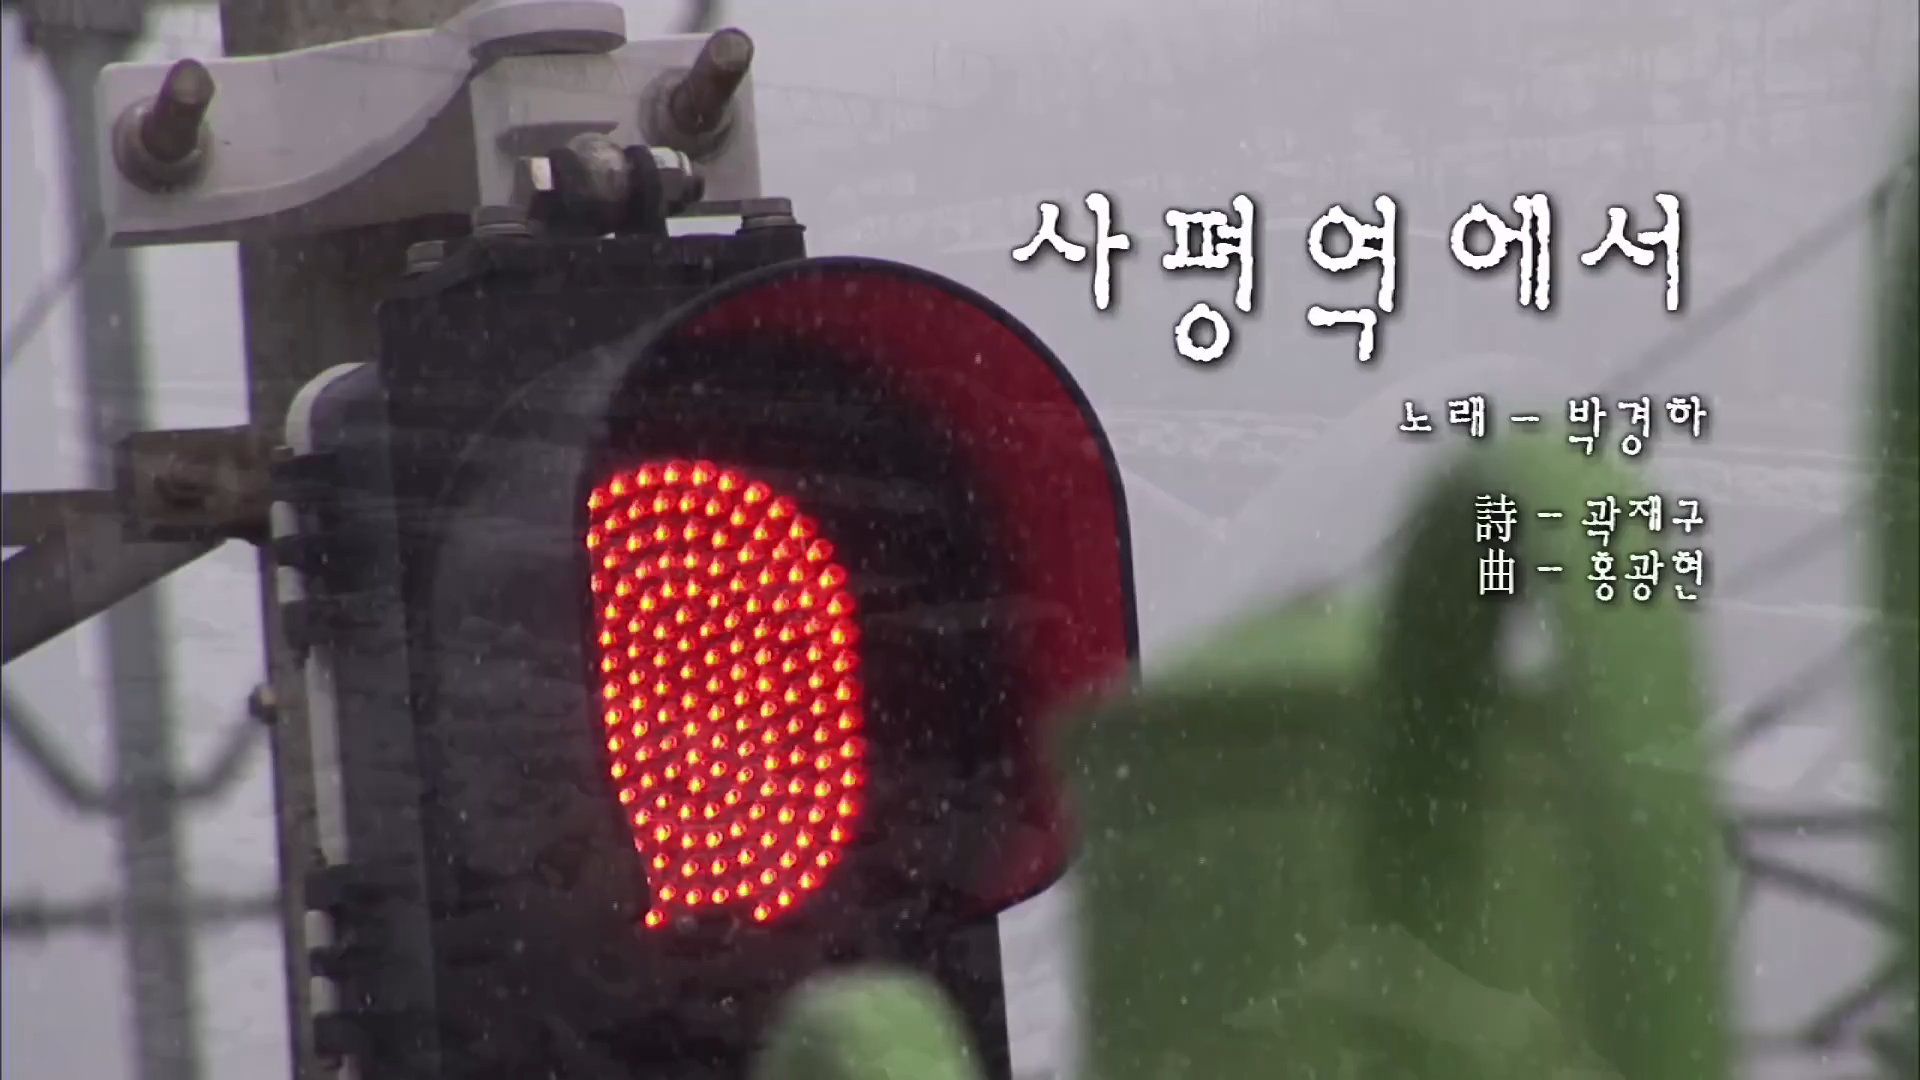 사평역에서
노래 - 박경하
詩 - 곽재구
曲 - 홍광현